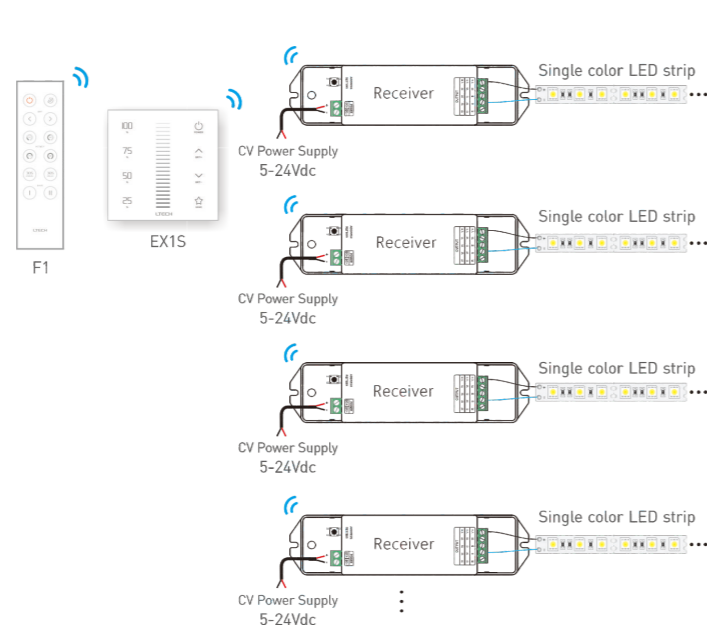 Single color LED strip
Receiver
CV Power Supply
5-24Vdc
100
75
50
25
LTECH
LTECH
EX1S
F1
Single color LED strip
Receiver
CV Power Supply
5-24Vdc
Single color LED strip
Receiver
CV Power Supply
5-24Vdc
Single color LED strip
Receiver
CV Power Supply
5-24Vdc